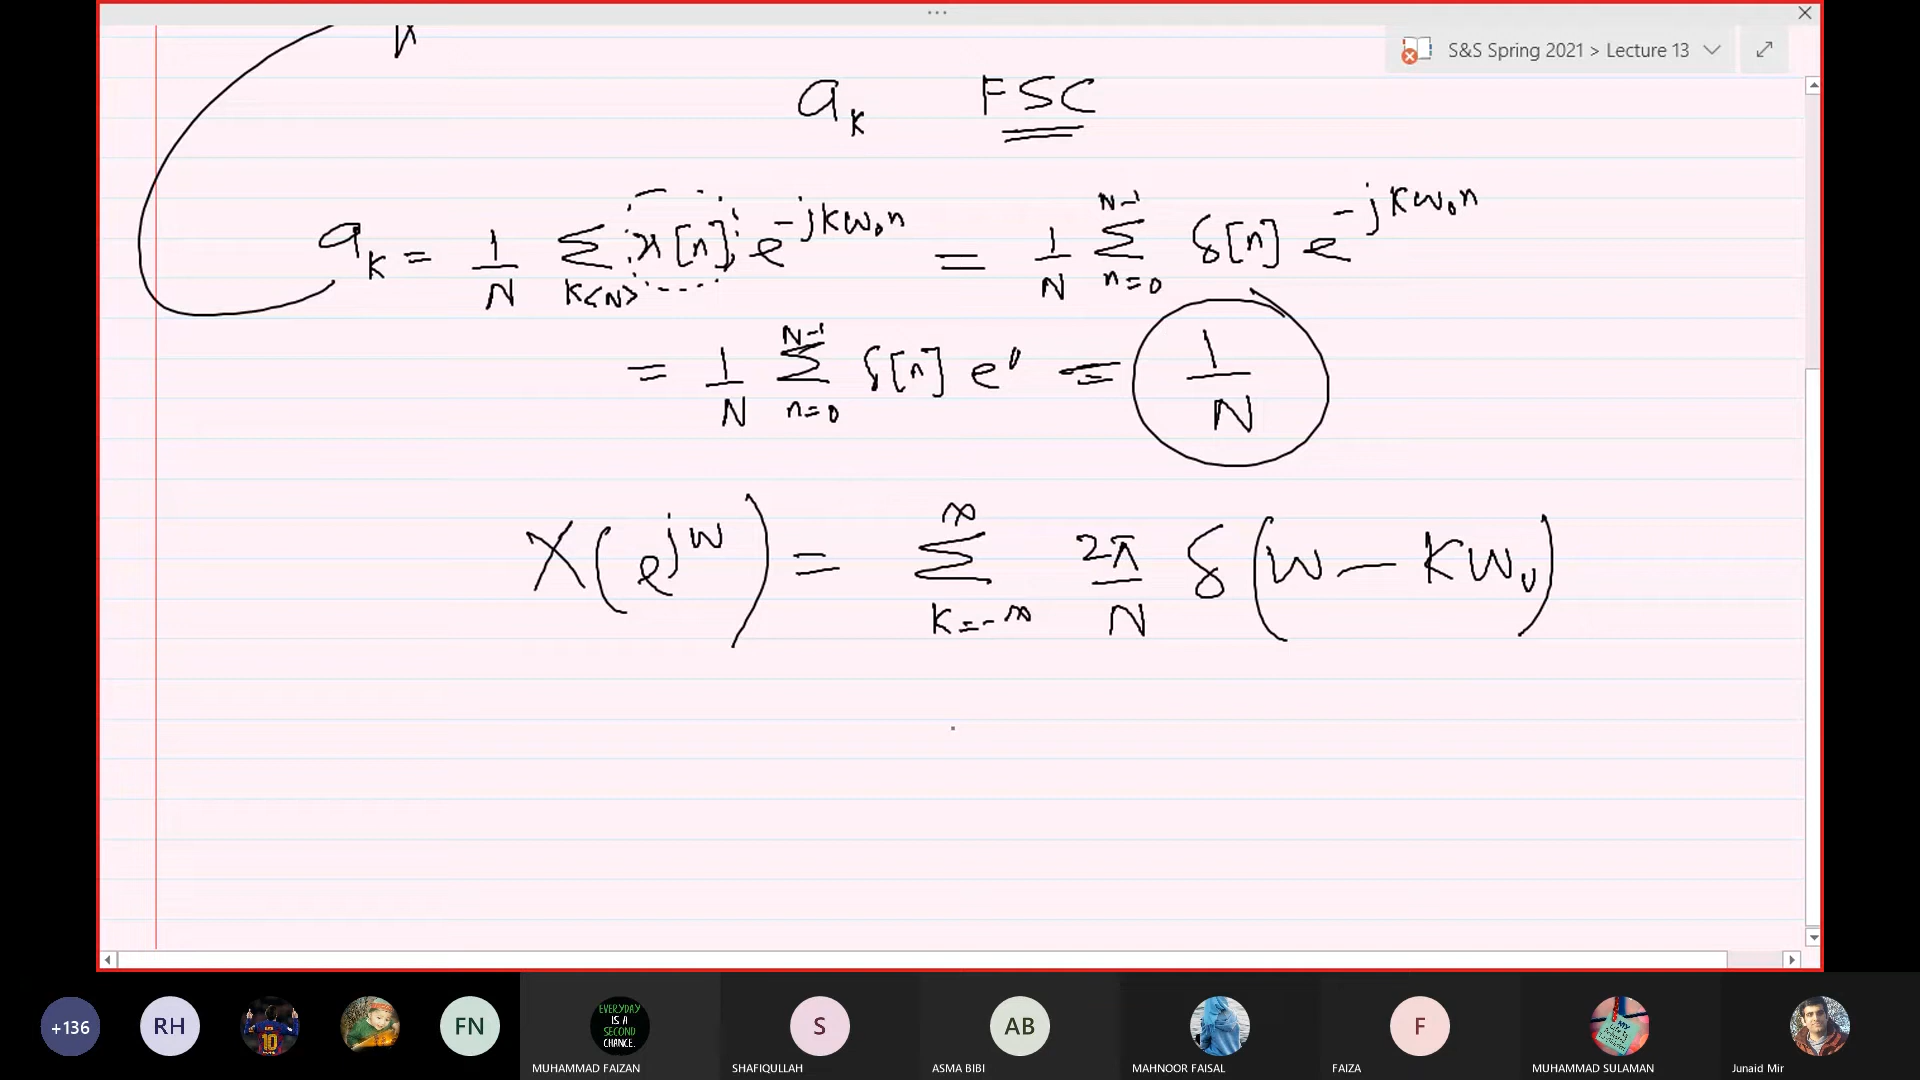 S&S Spring 2021 > Lecture 13
a_k FSC
a_k = 1/N Σ_{K<N>} x[n] e^{-jkω₀n} = 1/N Σ_{n=0}^{N-1} δ[n] e^{-jkω₀n}
= 1/N Σ_{n=0}^{N-1} δ[n] e^0 = 1/N
X(e^{jω}) = Σ_{k=-∞}^{∞} 2π/N δ(ω - kω₀)
+136
RH
EVERYDAY
IS A
SECOND
CHANCE.
FN
S
AB
F
MY
MUHAMMAD FAIZAN
SHAFIQULLAH
ASMA BIBI
MAHNOOR FAISAL
FAIZA
MUHAMMAD SULAMAN
Junaid Mir